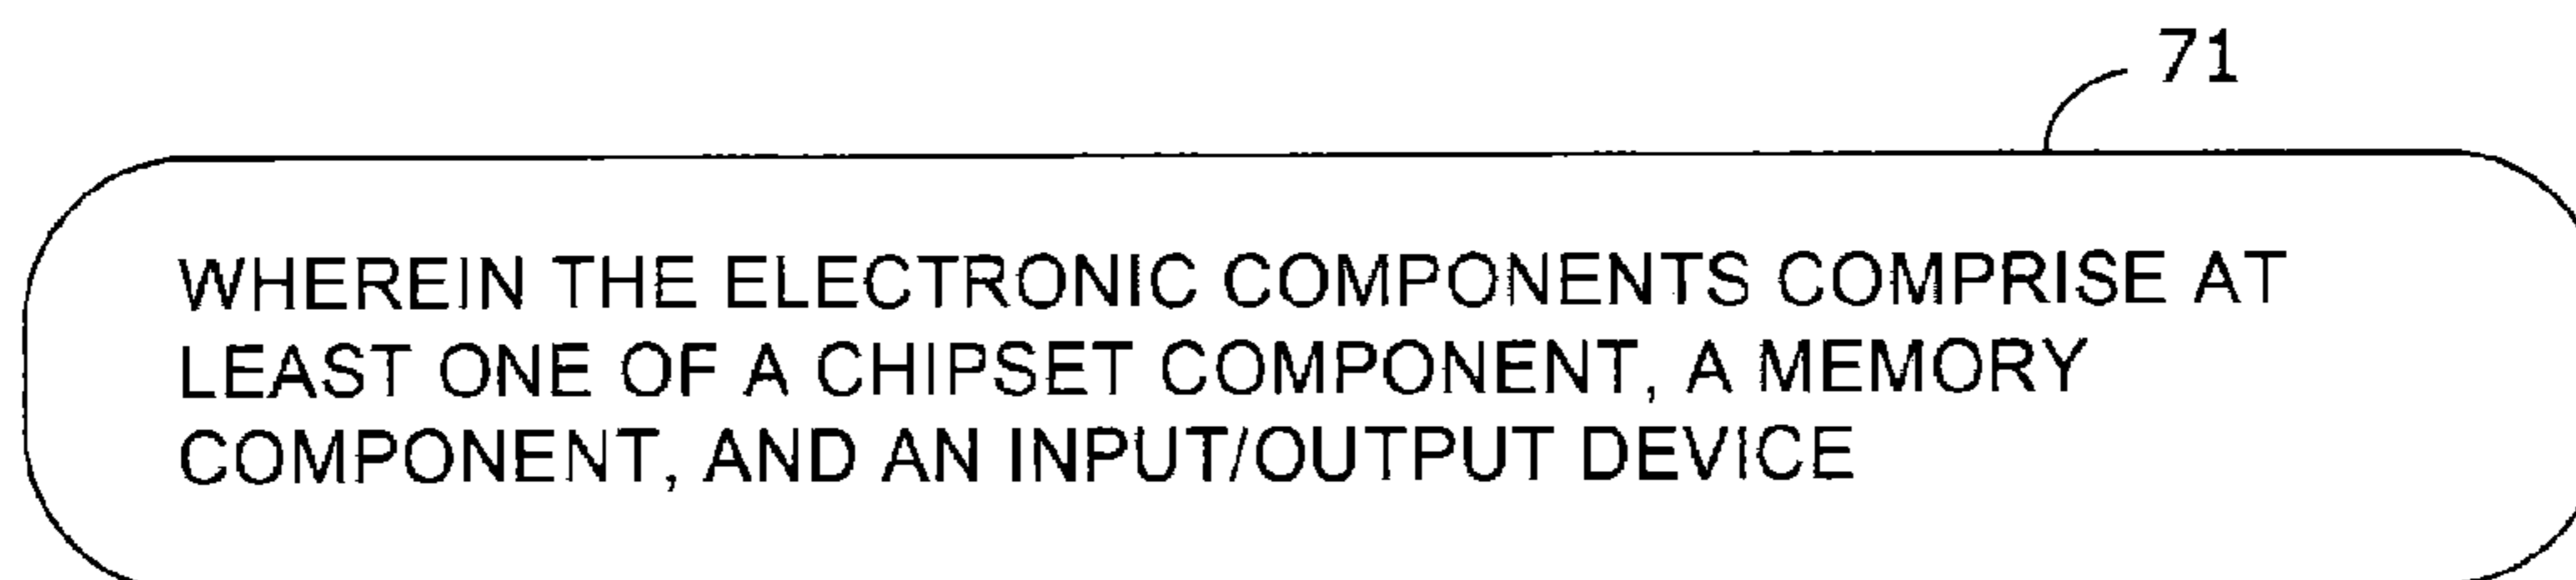 71
WHEREIN THE ELECTRONIC COMPONENTS COMPRISE AT
LEAST ONE OF A CHIPSET COMPONENT, A MEMORY
COMPONENT, AND AN INPUT/OUTPUT DEVICE